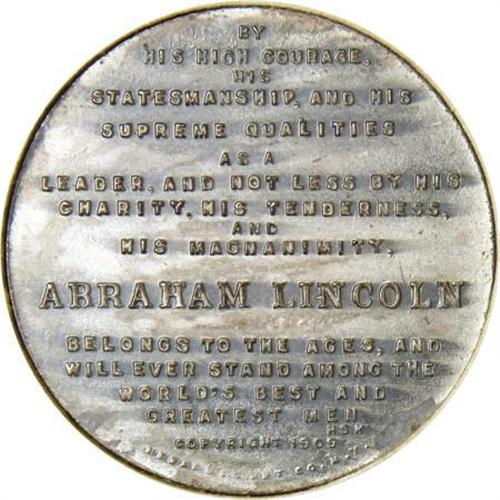 BY
HIS HIGH COURAGE,
HIS
STATESMANSHIP, AND HIS
SUPREME QUALITIES
AS A
LEADER, AND NOT LESS BY HIS
CHARITY, HIS TENDERNESS,
AND
HIS MAGNANIMITY,
ABRAHAM LINCOLN
BELONGS TO THE AGES, AND
WILL EVER STAND AMONG THE
WORLD'S BEST AND
GREATEST MEN
HSK
COPYRIGHT 1909